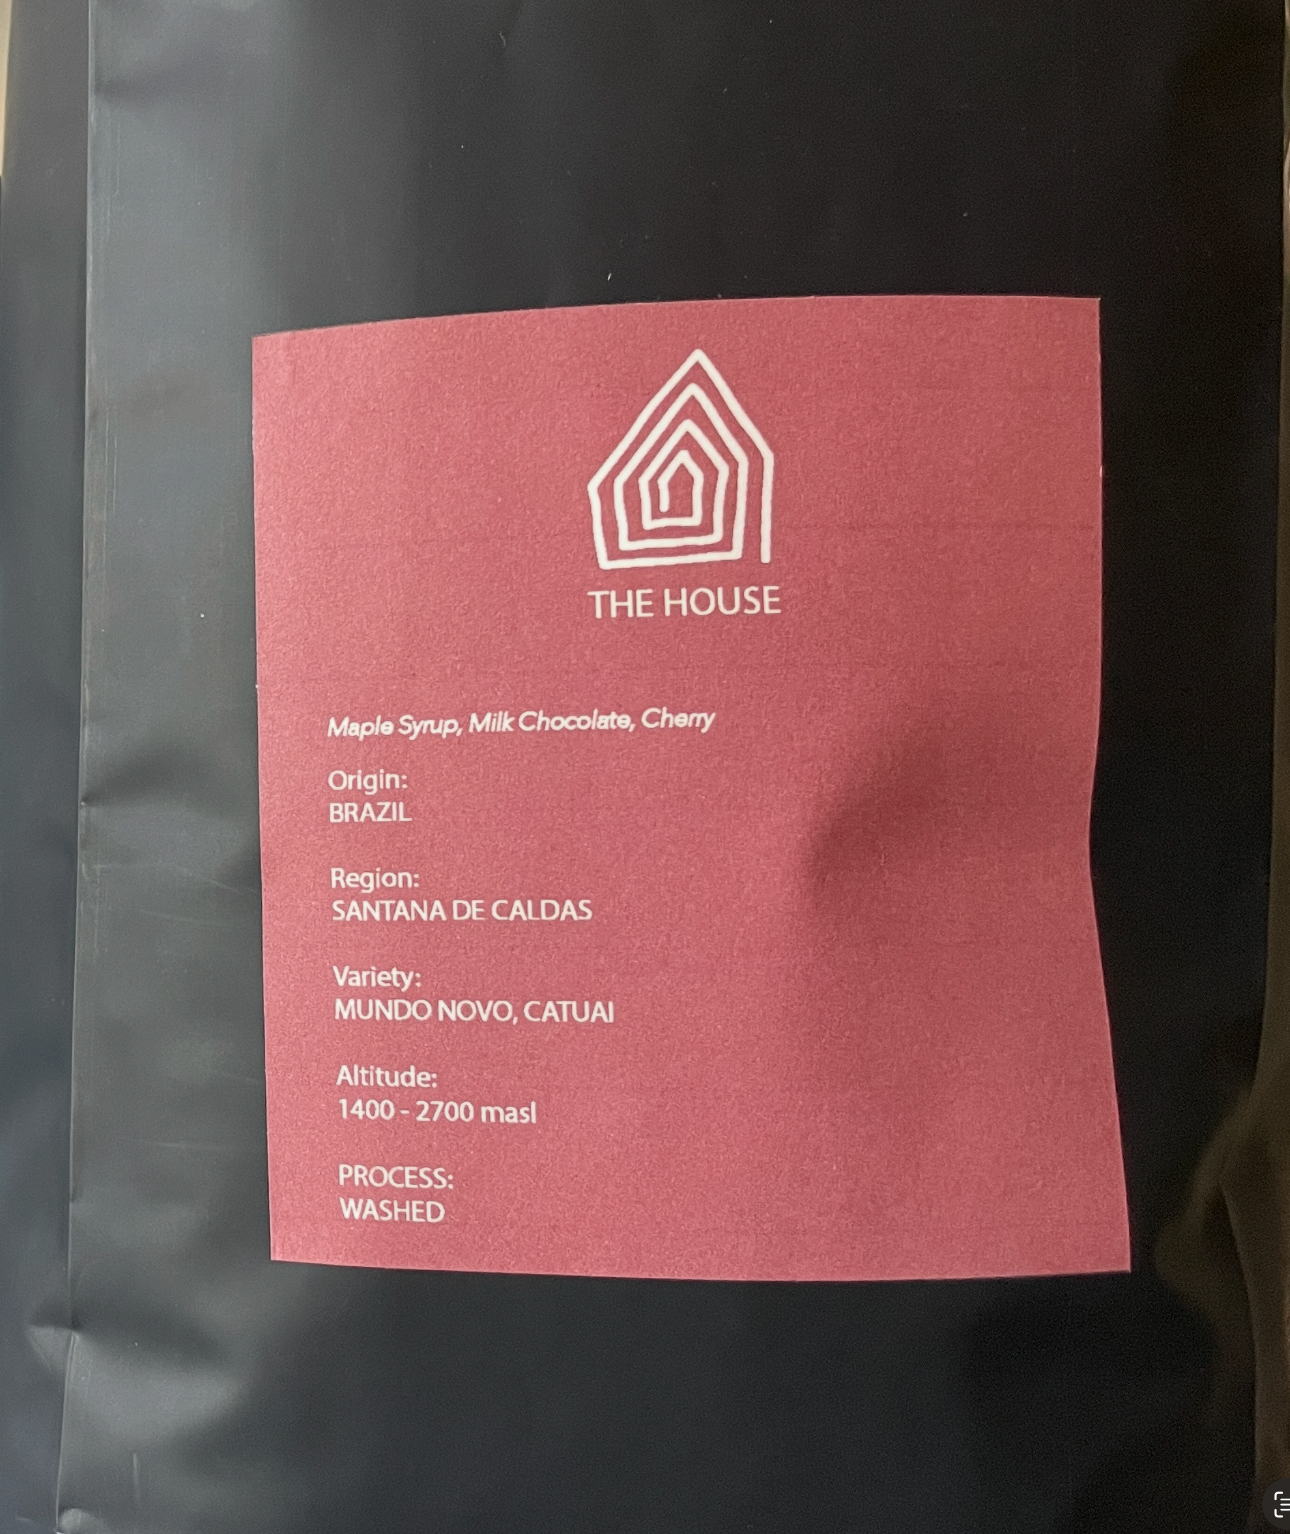 THE HOUSE
Maple Syrup, Milk Chocolate, Cherry
Origin:
BRAZIL
Region:
SANTANA DE CALDAS
Variety:
MUNDO NOVO, CATUAI
Altitude:
1400 - 2700 masl
PROCESS:
WASHED